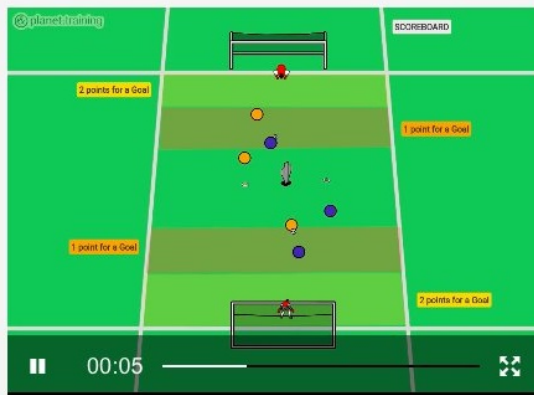 planet.training
SCOREBOARD
2 points for a Goal
1 point for a Goal
1 point for a Goal
2 points for a Goal
00:05